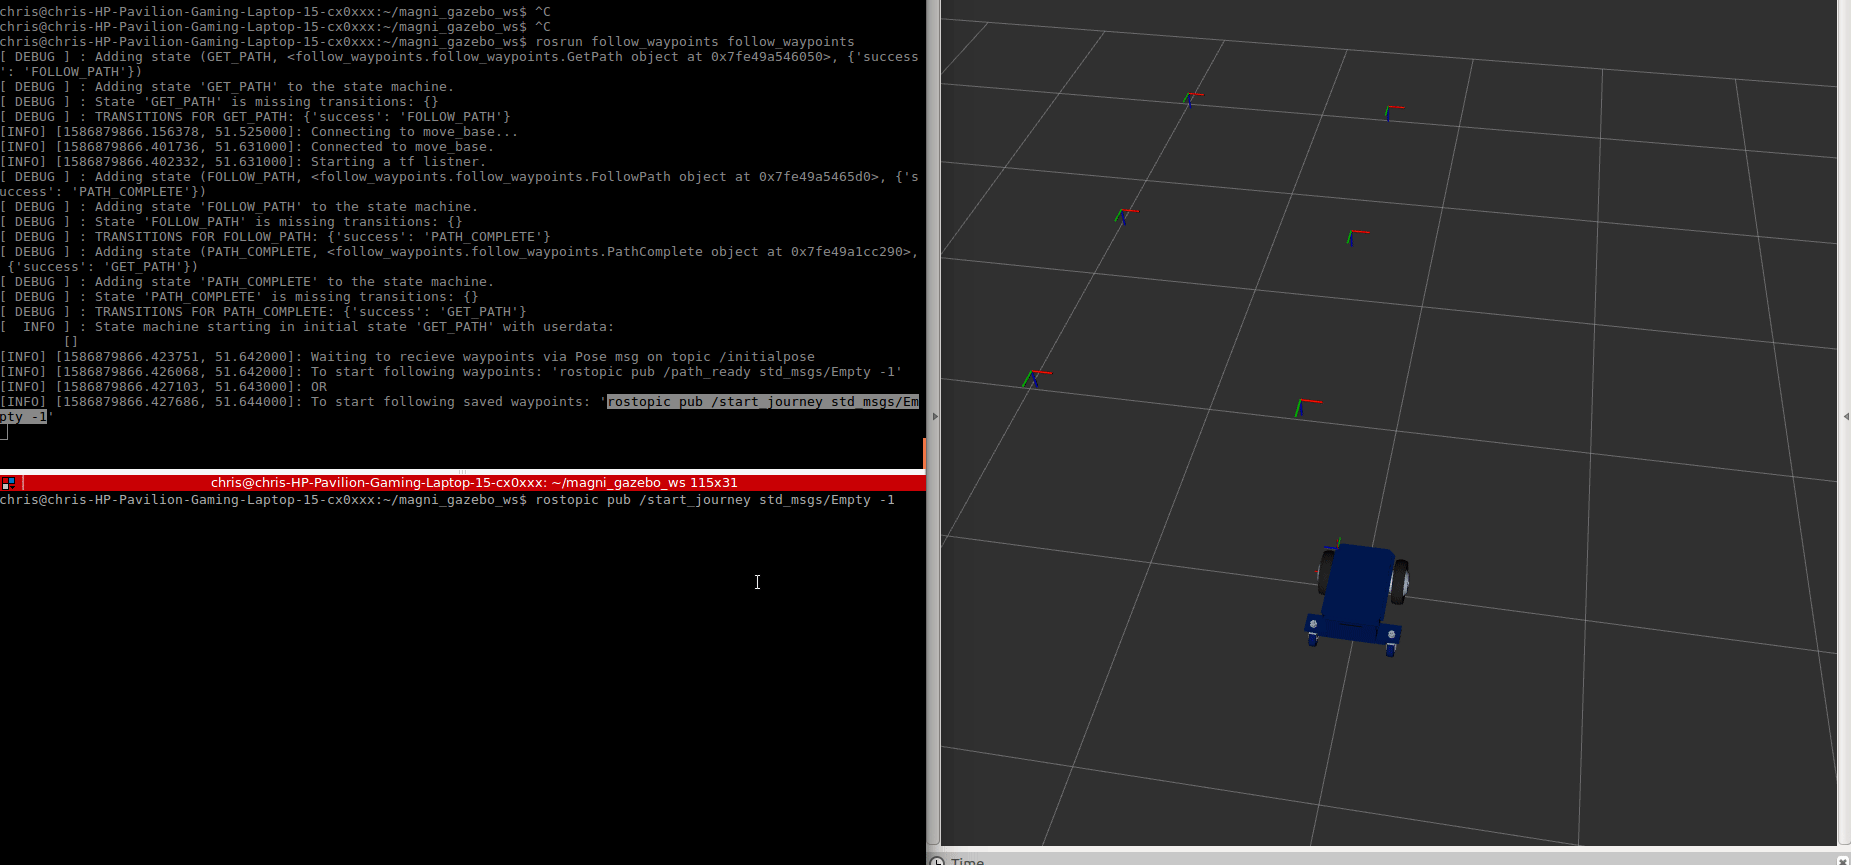 chris@chris-HP-Pavilion-Gaming-Laptop-15-cx0xxx:~/magni_gazebo_ws$ ^C
chris@chris-HP-Pavilion-Gaming-Laptop-15-cx0xxx:~/magni_gazebo_ws$ ^C
chris@chris-HP-Pavilion-Gaming-Laptop-15-cx0xxx:~/magni_gazebo_ws$ rosrun follow_waypoints follow_waypoints
[ DEBUG ] : Adding state (GET_PATH, <follow_waypoints.follow_waypoints.GetPath object at 0x7fe49a546050>, {'success
': 'FOLLOW_PATH'})
[ DEBUG ] : Adding state 'GET_PATH' to the state machine.
[ DEBUG ] : State 'GET_PATH' is missing transitions: {}
[ DEBUG ] : TRANSITIONS FOR GET_PATH: {'success': 'FOLLOW_PATH'}
[INFO] [1586879866.156378, 51.525000]: Connecting to move_base...
[INFO] [1586879866.401736, 51.631000]: Connected to move_base.
[INFO] [1586879866.402332, 51.631000]: Starting a tf listner.
[ DEBUG ] : Adding state (FOLLOW_PATH, <follow_waypoints.follow_waypoints.FollowPath object at 0x7fe49a5465d0>, {'s
uccess': 'PATH_COMPLETE'})
[ DEBUG ] : Adding state 'FOLLOW_PATH' to the state machine.
[ DEBUG ] : State 'FOLLOW_PATH' is missing transitions: {}
[ DEBUG ] : TRANSITIONS FOR FOLLOW_PATH: {'success': 'PATH_COMPLETE'}
[ DEBUG ] : Adding state (PATH_COMPLETE, <follow_waypoints.follow_waypoints.PathComplete object at 0x7fe49a1cc290>,
 {'success': 'GET_PATH'})
[ DEBUG ] : Adding state 'PATH_COMPLETE' to the state machine.
[ DEBUG ] : State 'PATH_COMPLETE' is missing transitions: {}
[ DEBUG ] : TRANSITIONS FOR PATH_COMPLETE: {'success': 'GET_PATH'}
[  INFO ] : State machine starting in initial state 'GET_PATH' with userdata:
        []
[INFO] [1586879866.423751, 51.642000]: Waiting to recieve waypoints via Pose msg on topic /initialpose
[INFO] [1586879866.426068, 51.642000]: To start following waypoints: 'rostopic pub /path_ready std_msgs/Empty -1'
[INFO] [1586879866.427103, 51.643000]: OR
[INFO] [1586879866.427686, 51.644000]: To start following saved waypoints: 'rostopic pub /start_journey std_msgs/Em
pty -1'
chris@chris-HP-Pavilion-Gaming-Laptop-15-cx0xxx: ~/magni_gazebo_ws 115x31
chris@chris-HP-Pavilion-Gaming-Laptop-15-cx0xxx:~/magni_gazebo_ws$ rostopic pub /start_journey std_msgs/Empty -1
Time